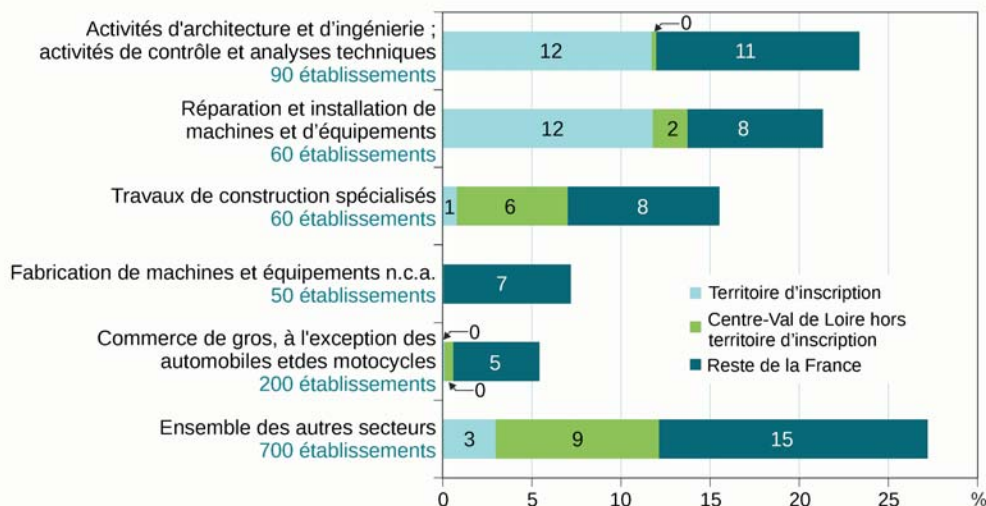 Activités d'architecture et d’ingénierie ;
activités de contrôle et analyses techniques
90 établissements
12
0
11
Réparation et installation de
machines et d’équipements
60 établissements
12
2
8
Travaux de construction spécialisés
60 établissements
1
6
8
Fabrication de machines et équipements n.c.a.
50 établissements
7
Commerce de gros, à l'exception des
automobiles etdes motocycles
200 établissements
0
5
0
Ensemble des autres secteurs
700 établissements
3
9
15
Territoire d’inscription
Centre-Val de Loire hors
territoire d’inscription
Reste de la France
0 5 10 15 20 25 %